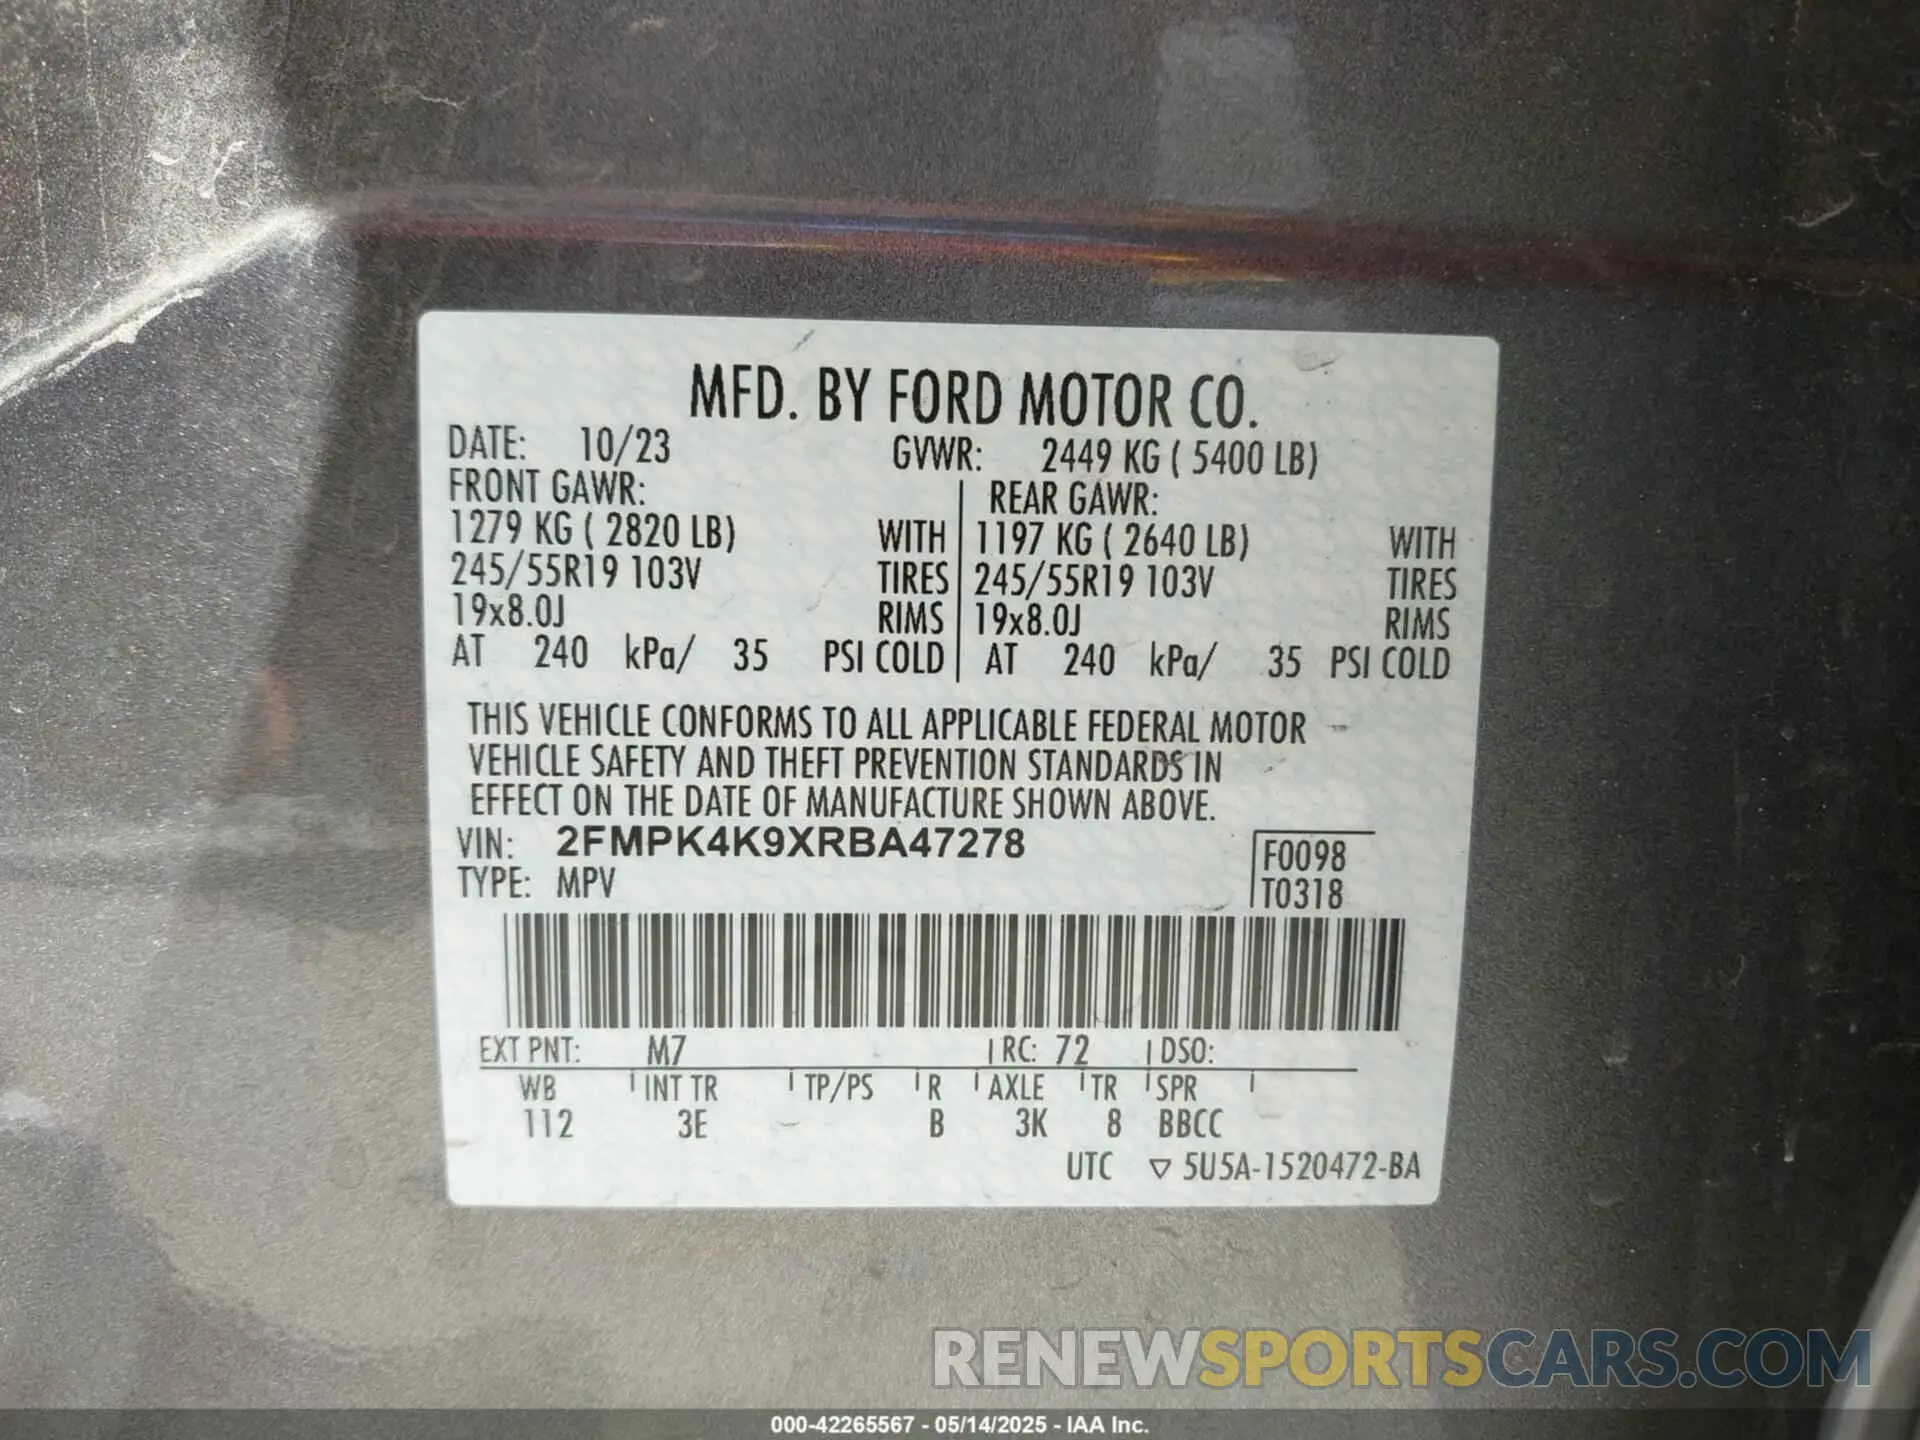 MFD. BY FORD MOTOR CO.
DATE: 10/23 GVWR: 2449 KG ( 5400 LB)
FRONT GAWR: REAR GAWR:
1279 KG ( 2820 LB) WITH 1197 KG ( 2640 LB) WITH
245/55R19 103V TIRES 245/55R19 103V TIRES
19x8.0J RIMS 19x8.0J RIMS
AT 240 kPa/ 35 PSI COLD AT 240 kPa/ 35 PSI COLD
THIS VEHICLE CONFORMS TO ALL APPLICABLE FEDERAL MOTOR
VEHICLE SAFETY AND THEFT PREVENTION STANDARDS IN
EFFECT ON THE DATE OF MANUFACTURE SHOWN ABOVE.
VIN: 2FMPK4K9XRBA47278 F0098
TYPE: MPV T0318
EXT PNT: M7 RC: 72 DSO:
WB INT TR TP/PS R AXLE TR SPR
112 3E B 3K 8 BBCC
UTC ▽ 5U5A-1520472-BA
RENEWSPORTSCARS.COM
000-42265567 - 05/14/2025 - IAA Inc.